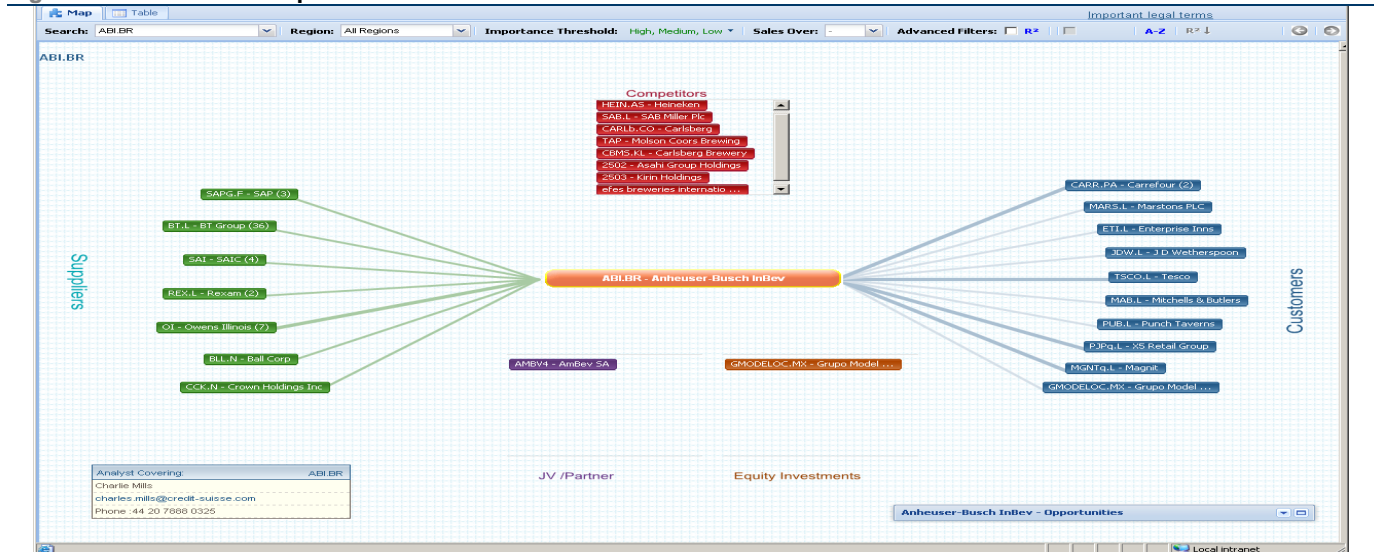 Map Table
Important legal terms
Search: ABI.BR Region: All Regions Importance Threshold: High, Medium, Low Sales Over: - Advanced Filters: R² A-Z R² ↓
ABI.BR
Competitors
HEIN.AS - Heineken
SAB.L - SAB Miller Plc
CARLb.CO - Carlsberg
TAP - Molson Coors Brewing
CBMS.KL - Carlsberg Brewery
2502 - Asahi Group Holdings
2503 - Kirin Holdings
efes breweries internatio ...
Suppliers
SAPG.F - SAP (3)
BT.L - BT Group (36)
SAI - SAIC (4)
REX.L - Rexam (2)
OI - Owens Illinois (7)
BLL.N - Ball Corp
CCK.N - Crown Holdings Inc
ABI.BR - Anheuser-Busch InBev
CARR.PA - Carrefour (2)
MARS.L - Marstons PLC
ETI.L - Enterprise Inns
JDW.L - J D Wetherspoon
TSCO.L - Tesco
MAB.L - Mitchells & Butlers
PUB.L - Punch Taverns
PJPq.L - X5 Retail Group
MGNTq.L - Magnit
GMODELOC.MX - Grupo Model ...
Customers
AMBV4 - AmBev SA
GMODELOC.MX - Grupo Model ...
JV /Partner
Equity Investments
Analyst Covering: ABI.BR
Charlie Mills
charles.mills@credit-suisse.com
Phone :44 20 7888 0325
Anheuser-Busch InBev - Opportunities
Local intranet